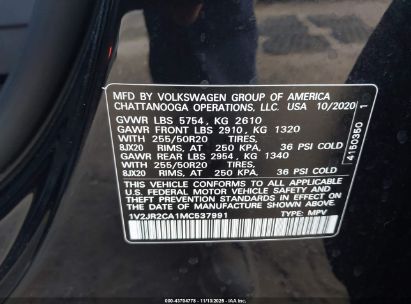 MFD BY VOLKSWAGEN GROUP OF AMERICA
CHATTANOOGA OPERATIONS, LLC. USA 10/2020
GVWR LBS 5754, KG 2610
GAWR FRONT LBS 2910, KG 1320
WITH 255/50R20 TIRES,
8JX20 RIMS, AT 250 KPA, 36 PSI COLD
GAWR REAR LBS 2954, KG 1340
WITH 255/50R20 TIRES,
8JX20 RIMS, AT 250 KPA, 36 PSI COLD
THIS VEHICLE CONFORMS TO ALL APPLICABLE
U.S. FEDERAL MOTOR VEHICLE SAFETY AND
THEFT PREVENTION STANDARDS IN EFFECT ON
THE DATE OF MANUFACTURE SHOWN ABOVE
1V2JR2CA1MC537991 TYPE: MPV
4150350 1